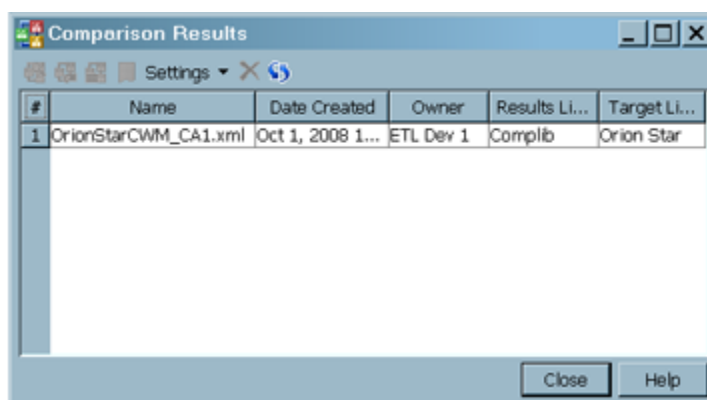 Comparison Results
Settings
# Name Date Created Owner Results Li... Target Li...
1 OrionStarCWM_CA1.xml Oct 1, 2008 1... ETL Dev 1 Complib Orion Star
Close Help